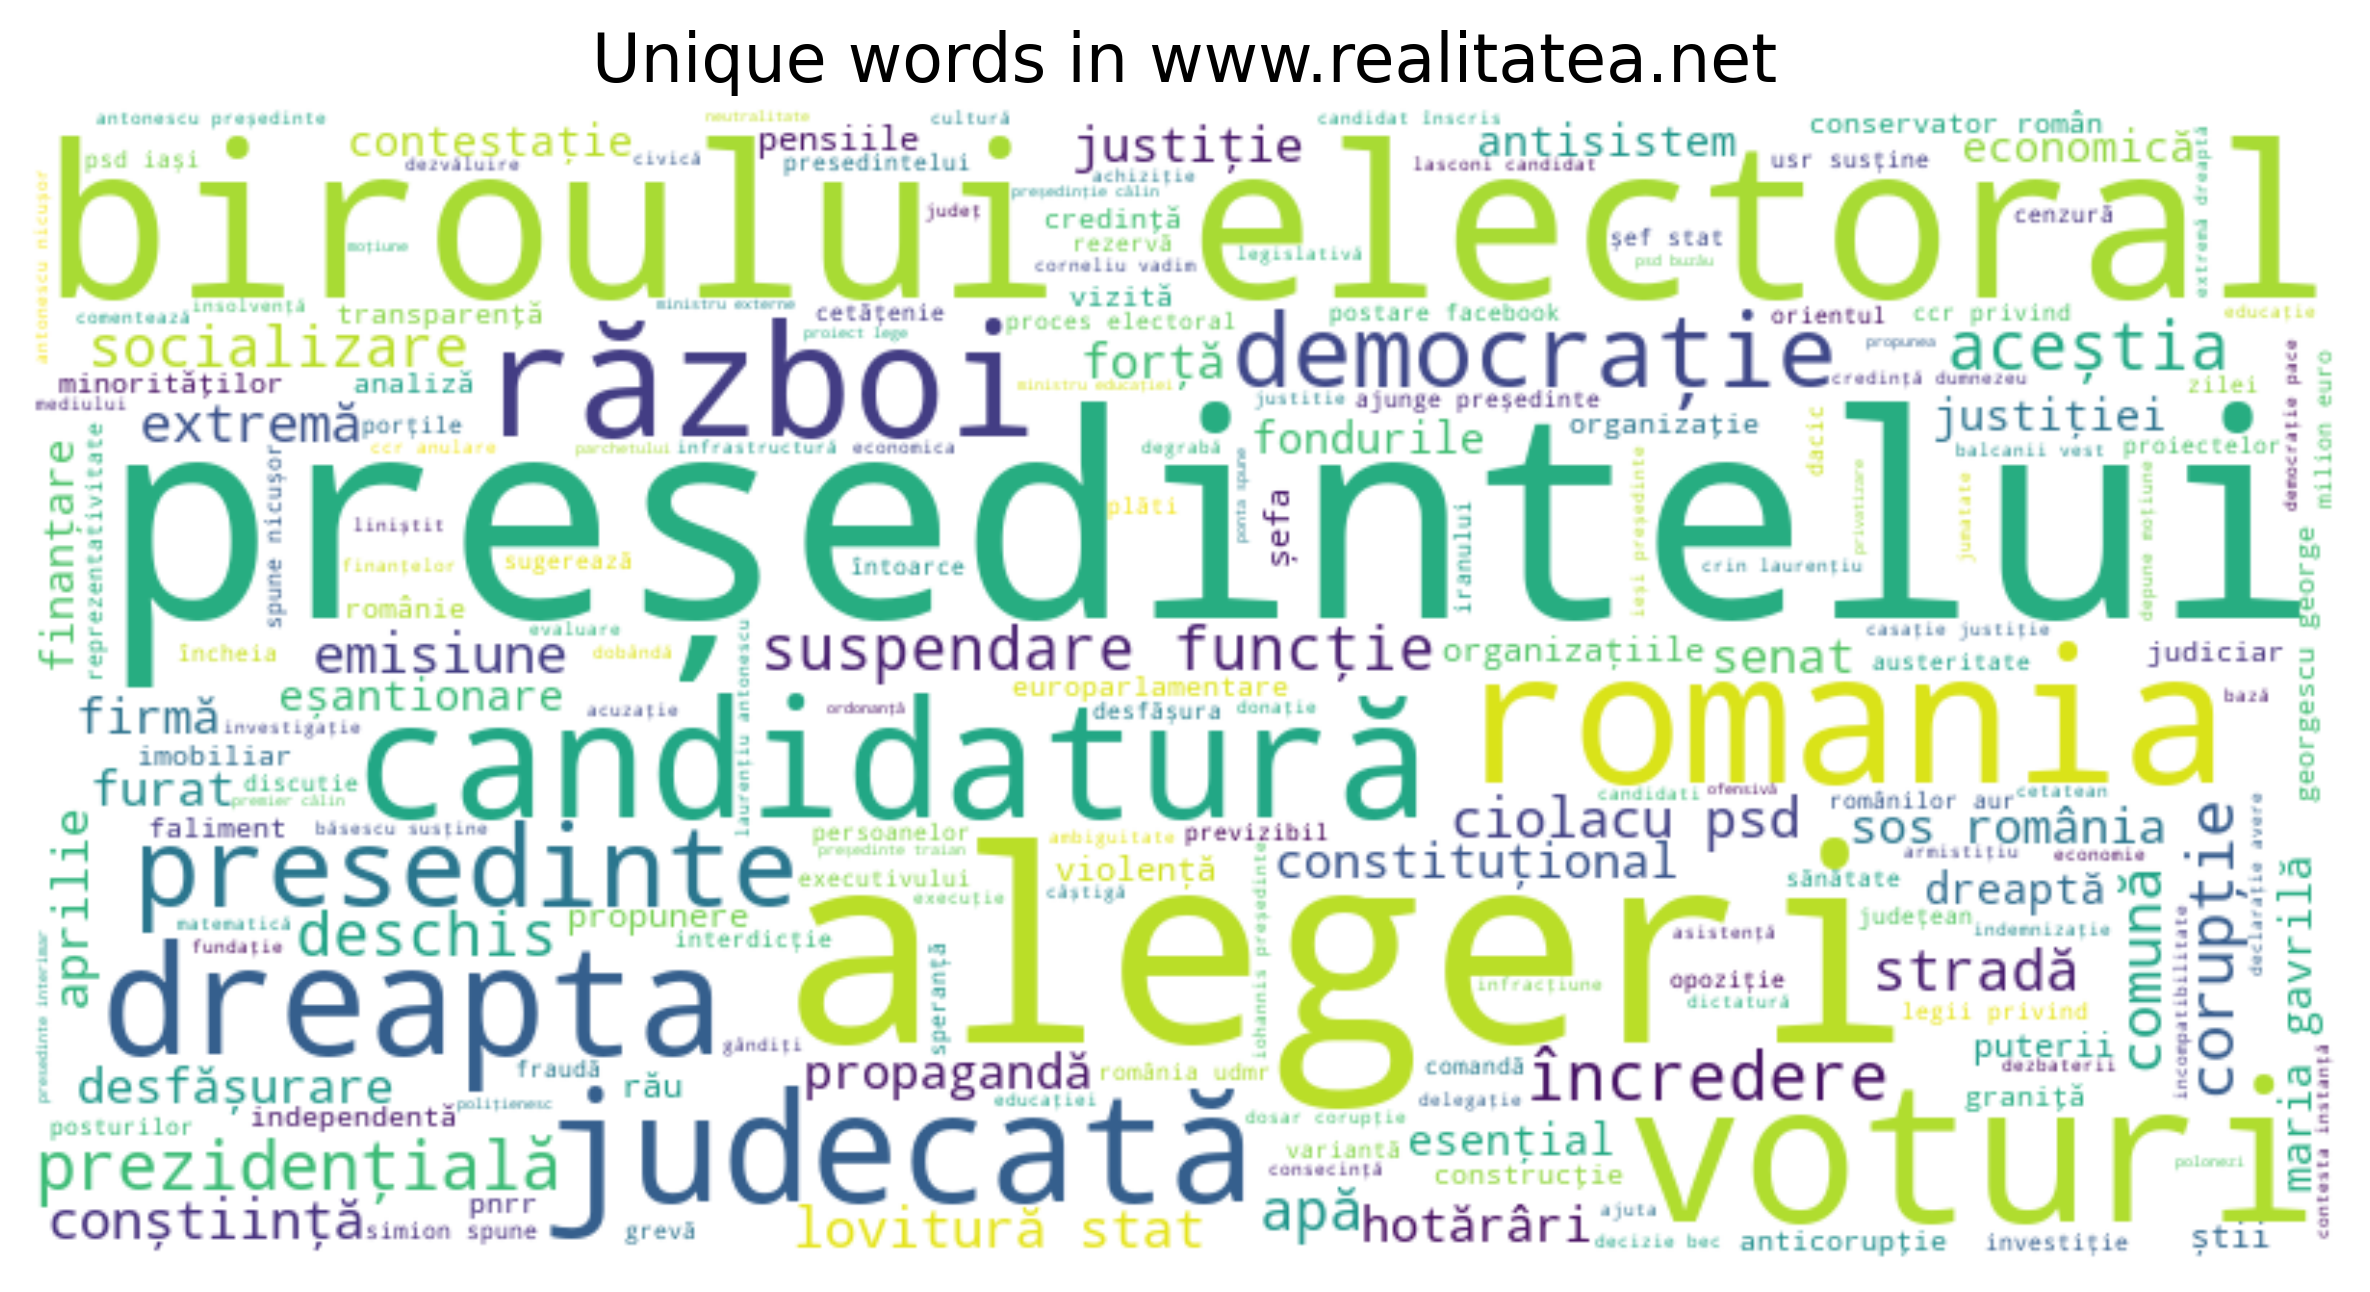 Unique words in www.realitatea.net
antonescu președinte
neutralitate
cultură
candidat înscris
conservator român
contestație
pensiile
justiție
antisistem
economică
psd iași
dezvăluire
civică
presedintelui
lasconi candidat
usr susține
achiziție
președinție călin
biroului electoral
extremă dreaptă
antonescu nicușor
județ
credință
cenzură
moțiune
rezervă
legislativă
șef stat
corneliu vadim
psd buzău
insolvență
ministru externe
vizită
comentează
transparență
cetățenie
proces electoral
postare facebook
orientul
ccr privind
educație
socializare
război
proiect lege
forță
democrație
propunea
aceștia
minorităților
analiză
ministru educației
credință dumnezeu
zilei
mediului
justitie
ajunge președinte
democrație pace
milion euro
extremă
porțile
organizație
dacic
justiției
ccr anulare
parchetului
infrastructură
economica
degrabă
fondurile
balcanii vest
proiectelor
finanțare
reprezentativitate
spune nicușor
președintelui
plăti
ponta spune
șefa
iranului
ieși președinte
privatizare
jumatate
depune moțiune
liniștit
finanțelor
sugerează
întoarce
crin laurențiu
românie
georgescu george
evaluare
casație justiție
încheia
emisiune
dobândă
suspendare funcție
organizațiile
senat
austeritate
judiciar
eșantionare
europarlamentare
romania
bază
firmă
investigație
acuzație
laurențiu antonescu
ordonanță
candidatură
desfășura
donație
imobiliar
furat
discutie
premier călin
candidati
ofensivă
cetatean
românilor aur
faliment
băsescu susține
persoanelor
ambiguitate
previzibil
ciolacu psd
sos românia
corupție
declarație avere
aprilie
presedinte
președinte traian
alegeri
violență
constituțional
armistițiu
economie
executivului
execuție
câștigă
iohannis președinte
sănătate
dreaptă
comună
maria gavrilă
matematică
deschis
propunere
județean
fundație
interdicție
asistență
indemnizație
incompatibilitate
presedinte interimar
dreapta
speranță
infracțiune
opoziție
stradă
dictatură
legii privind
gândiți
puterii
fraudă
propagandă
românia udmr
comandă
încredere
dezbaterii
desfășurare
rău
educației
delegație
graniță
contesta instanță
independentă
polițienesc
judecată
dosar corupție
voturi
posturilor
variantă
esențial
prezidențială
consecință
construcție
polonezi
conștiință
pnrr
simion spune
grevă
lovitură stat
apă
hotărâri
ajuta
decizie bec
anticorupție
investiție
știi